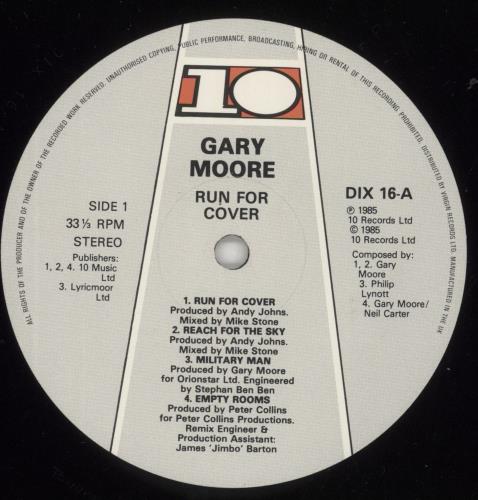 ALL RIGHTS OF THE PRODUCER AND OF THE OWNER OF THE RECORDED WORK RESERVED. UNAUTHORISED COPYING, PUBLIC PERFORMANCE, BROADCASTING, HIRING OR RENTAL OF THIS RECORDING PROHIBITED. DISTRIBUTED BY VIRGIN RECORDS LTD. MANUFACTURED IN THE UK
10
GARY
MOORE
RUN FOR
COVER
SIDE 1
33⅓ RPM
STEREO
Publishers:
1, 2, 4. 10 Music
Ltd
3. Lyricmoor
Ltd
DIX 16-A
℗ 1985
10 Records Ltd
© 1985
10 Records Ltd
Composed by:
1, 2. Gary
Moore
3. Philip
Lynott
4. Gary Moore/
Neil Carter
1. RUN FOR COVER
Produced by Andy Johns.
Mixed by Mike Stone
2. REACH FOR THE SKY
Produced by Andy Johns.
Mixed by Mike Stone
3. MILITARY MAN
Produced by Gary Moore
for Orionstar Ltd. Engineered
by Stephan Ben Ben
4. EMPTY ROOMS
Produced by Peter Collins
for Peter Collins Productions.
Remix Engineer &
Production Assistant:
James 'Jimbo' Barton